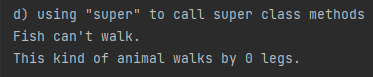 d) using "super" to call super class methods
Fish can't walk.
This kind of animal walks by 0 legs.